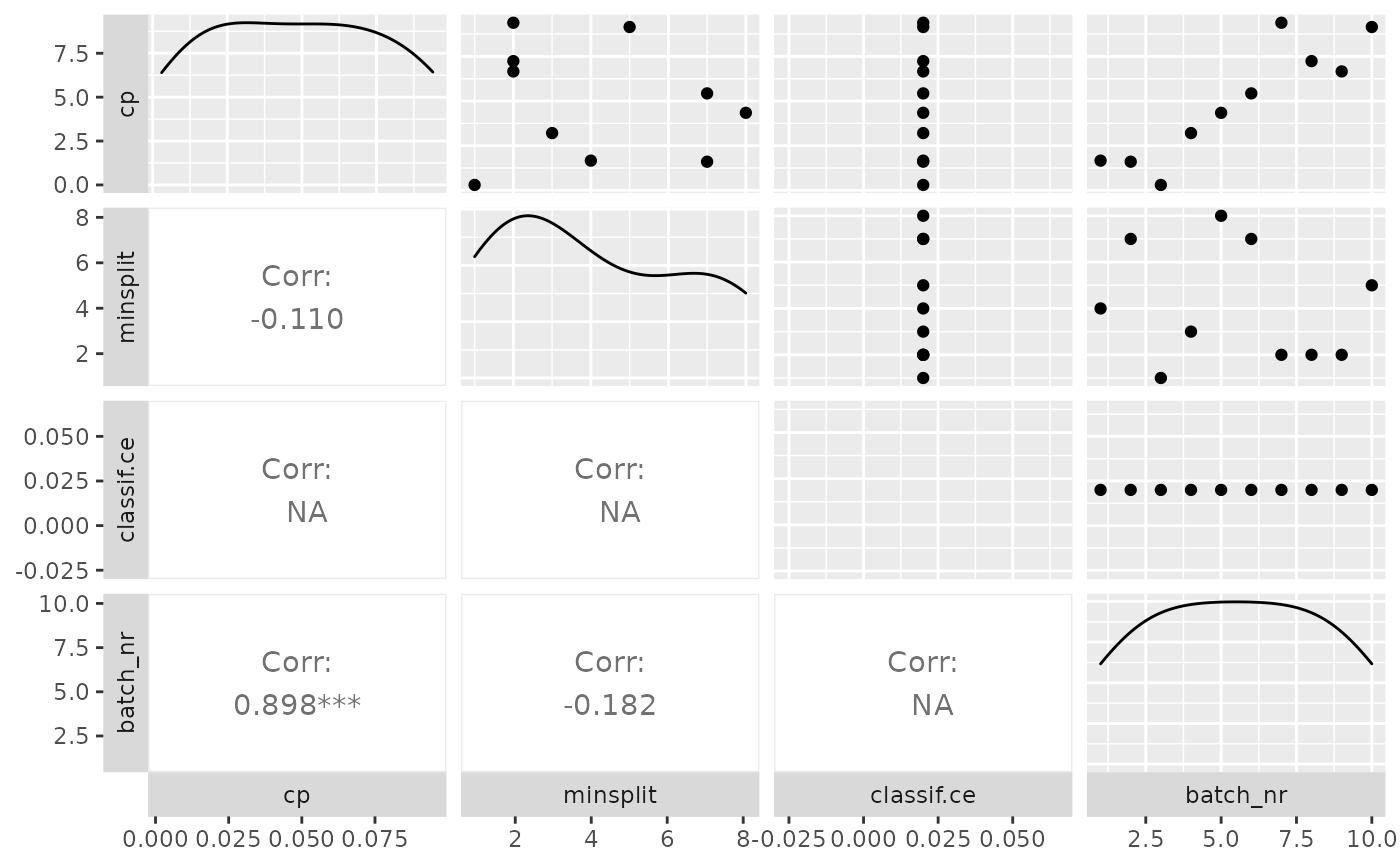 7.5
5.0
2.5
0.0
cp
8
6
4
2
minsplit
Corr:
-0.110
0.050
0.025
0.000
-0.025
classif.ce
Corr:
NA
Corr:
NA
10.0
7.5
5.0
2.5
batch_nr
Corr:
0.898***
Corr:
-0.182
Corr:
NA
cp minsplit classif.ce batch_nr
0.000 0.025 0.050 0.075 2 4 6 8 -0.025 0.000 0.025 0.050 2.5 5.0 7.5 10.0